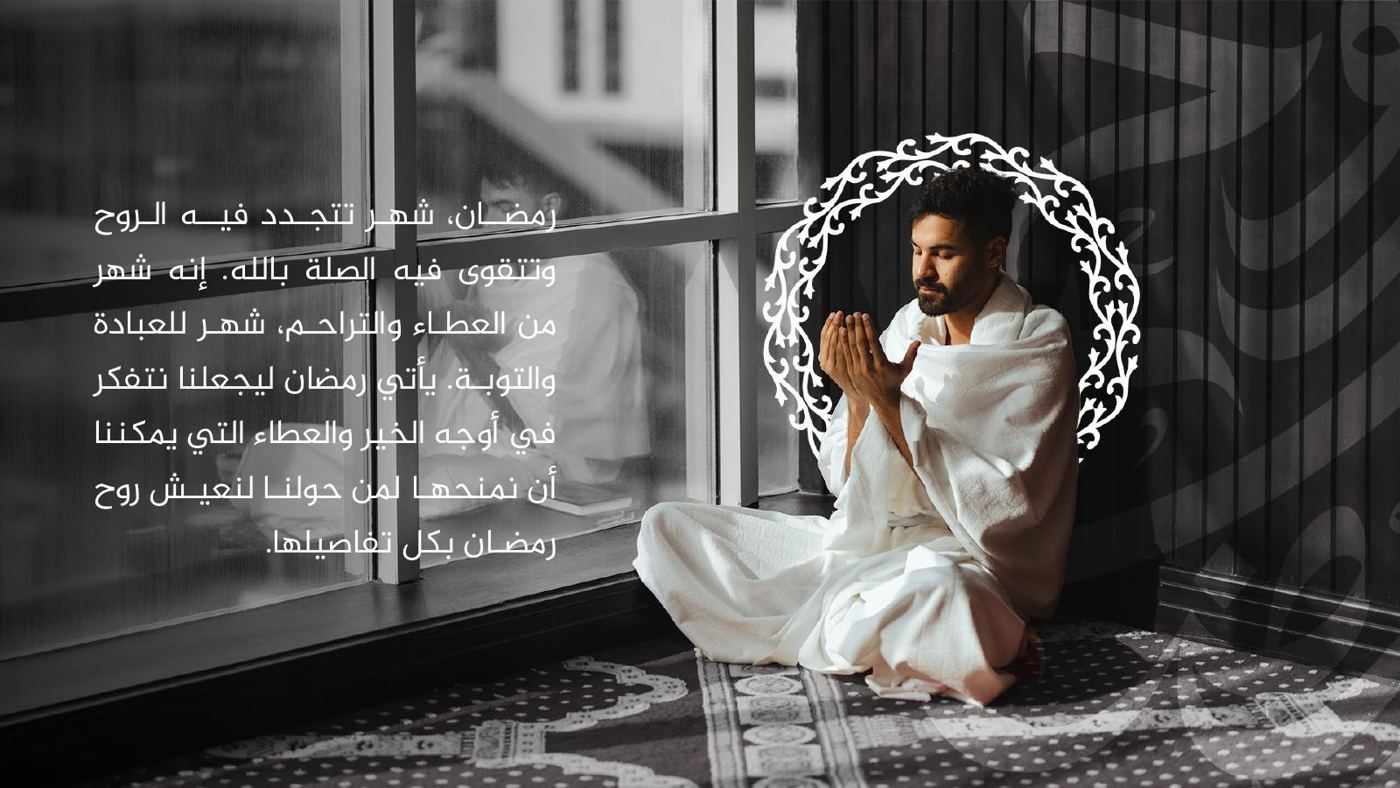 رمضان، شهر تتجدد فيه الروح
وتتقوى فيه الصلة بالله. إنه شهر
من العطاء والتراحم، شهر للعبادة
والتوبة. يأتي رمضان ليجعلنا نتفكر
في أوجه الخير والعطاء التي يمكننا
أن نمنحها لمن حولنا لنعيش روح
رمضان بكل تفاصيلها.